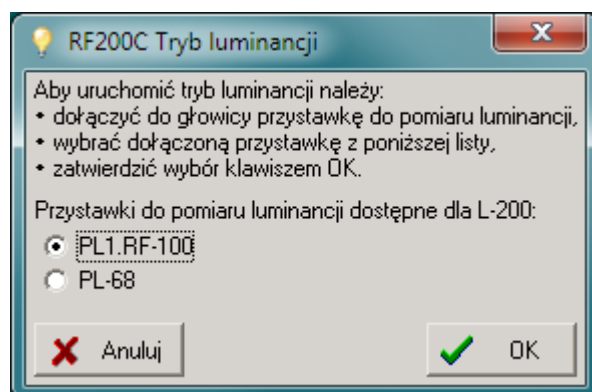 RF200C Tryb luminancji
Aby uruchomić tryb luminancji należy:
• dołączyć do głowicy przystawkę do pomiaru luminancji,
• wybrać dołączoną przystawkę z poniższej listy,
• zatwierdzić wybór klawiszem OK.
Przystawki do pomiaru luminancji dostępne dla L-200:
PL1.RF-100
PL-68
Anuluj OK